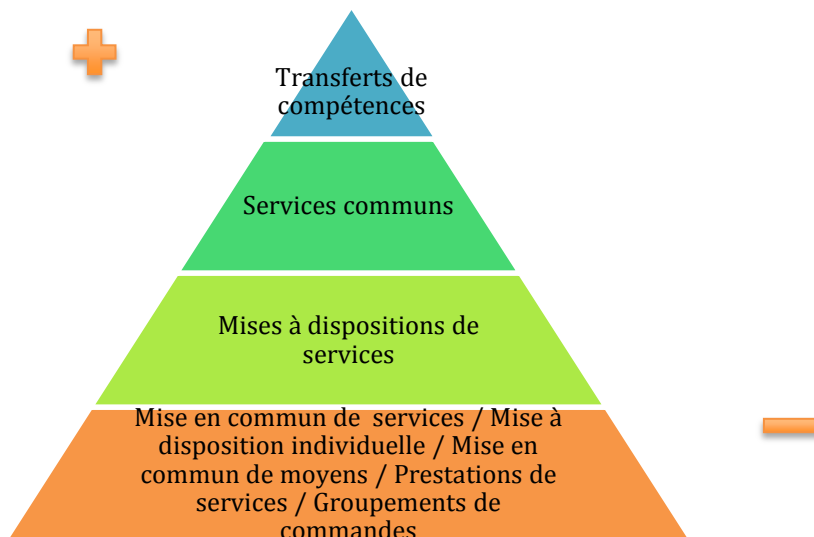 Transferts de
compétences
Services communs
Mises à dispositions de
services
Mise en commun de services / Mise à
disposition individuelle / Mise en
commun de moyens / Prestations de
services / Groupements de
commandes